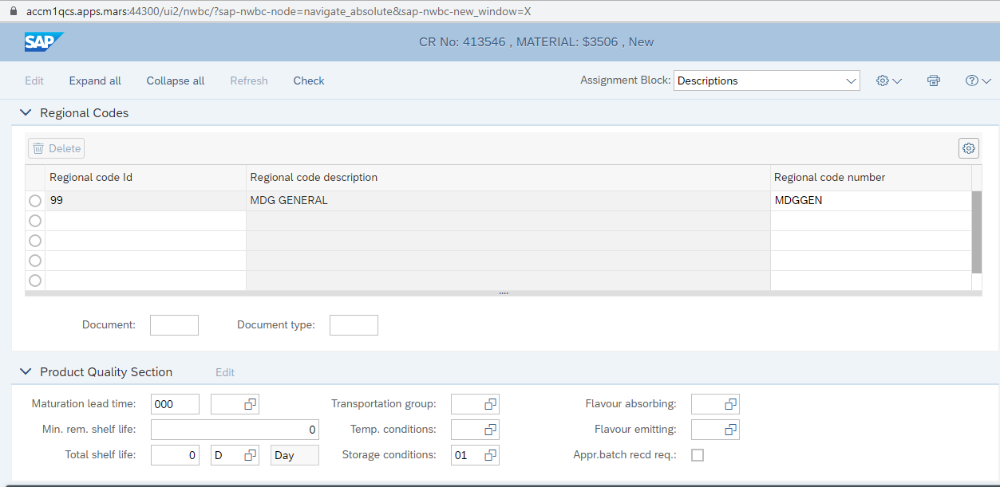 accm1qcs.apps.mars:44300/ui2/nwbc/?sap-nwbc-node=navigate_absolute&sap-nwbc-new_window=X
SAP CR No: 413546 , MATERIAL: $3506 , New
Edit Expand all Collapse all Refresh Check Assignment Block: Descriptions
Regional Codes
Delete
Regional code Id Regional code description Regional code number
99 MDG GENERAL MDGGEN
Document: Document type:
Product Quality Section Edit
Maturation lead time: 000 Transportation group: Flavour absorbing:
Min. rem. shelf life: 0 Temp. conditions: Flavour emitting:
Total shelf life: 0 D Day Storage conditions: 01 Appr.batch recd req.: